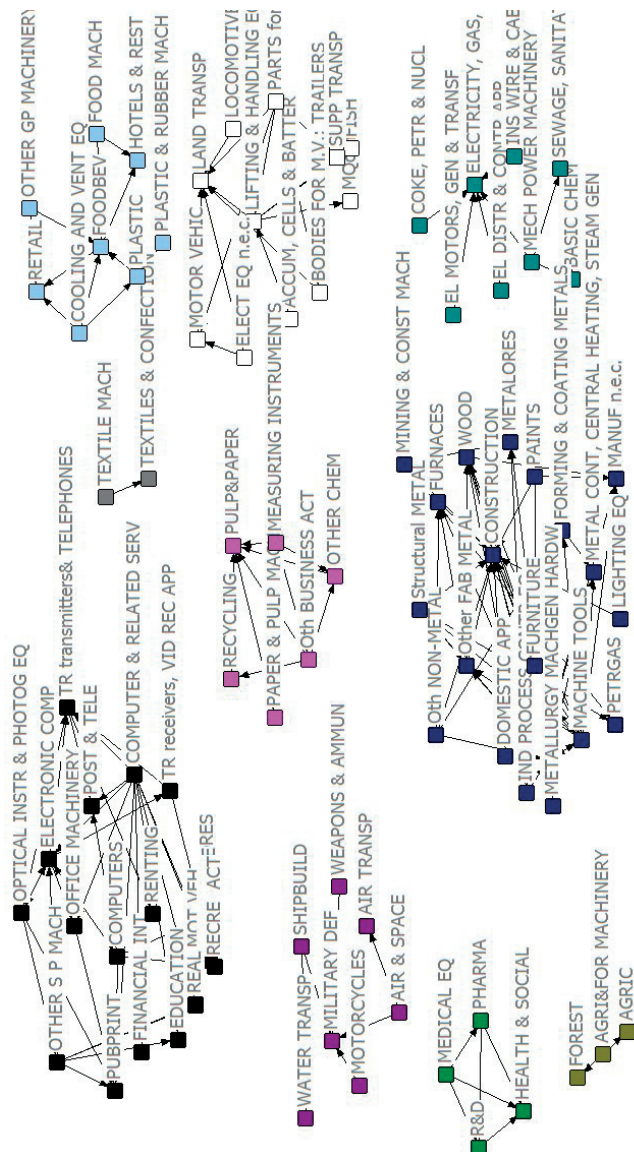 OTHER GP MACHINERY
RETAIL
COOLING AND VENT EQ
FOODBEV
FOOD MACH
PLASTIC
HOTELS & REST
PLASTIC & RUBBER MACH
TEXTILE MACH
TEXTILES & CONFECTION
MOTOR VEHIC
LAND TRANSP
ELECT EQ n.e.c.
LOCOMOTIVE
LIFTING & HANDLING EQ
PARTS for
ACCUM, CELLS & BATTER
BODIES FOR M.V.: TRAILERS
SUPP TRANSP
COKE, PETR & NUCL
EL MOTORS, GEN & TRANSF
ELECTRICITY, GAS,
EL DISTR & CONTR APP
INS WIRE & CAB
MECH POWER MACHINERY
SEWAGE, SANITAT
BASIC CHEM
RECYCLING
PULP&PAPER
PAPER & PULP MAC
MEASURING INSTRUMENTS
Oth BUSINESS ACT
OTHER CHEM
MINING & CONST MACH
Structural METAL
FURNACES
Oth NON-METAL
Other FAB METAL
WOOD
CONSTRUCTION
METALORES
DOMESTIC APP
PAINTS
IND PROCESS
FURNITURE
METALLURGY MACH
GEN HARDW
FORMING & COATING METALS
MACHINE TOOLS
METAL CONT, CENTRAL HEATING, STEAM GEN
PETRGAS
LIGHTING EQ
MANUF n.e.c.
OPTICAL INSTR & PHOTOG EQ
ELECTRONIC COMP
TR transmitters& TELEPHONES
OTHER S P MACH
OFFICE MACHINERY
POST & TELE
COMPUTER & RELATED SERV
PUBPRINT
COMPUTERS
TR receivers, VID REC APP
FINANCIAL INT
RENTING
EDUCATION
REAL
MOT VEH
RECRE ACT
WATER TRANSP
SHIPBUILD
MILITARY DEF
WEAPONS & AMMUN
MOTORCYCLES
AIR TRANSP
AIR & SPACE
MEDICAL EQ
PHARMA
R&D
HEALTH & SOCIAL
FOREST
AGRI&FOR MACHINERY
AGRIC